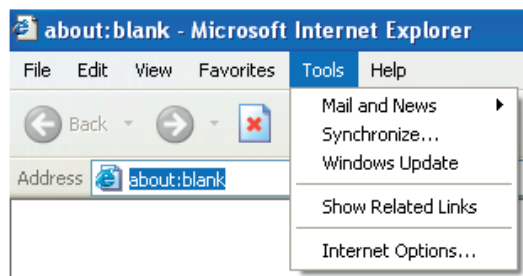 about:blank - Microsoft Internet Explorer
File Edit View Favorites Tools Help
Back
Address about:blank
Mail and News
Synchronize...
Windows Update
Show Related Links
Internet Options...